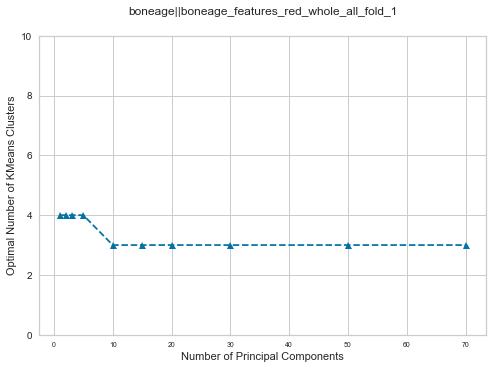 boneage||boneage_features_red_whole_all_fold_1
10
8
6
4
2
0
Optimal Number of KMeans Clusters
0 10 20 30 40 50 60 70
Number of Principal Components